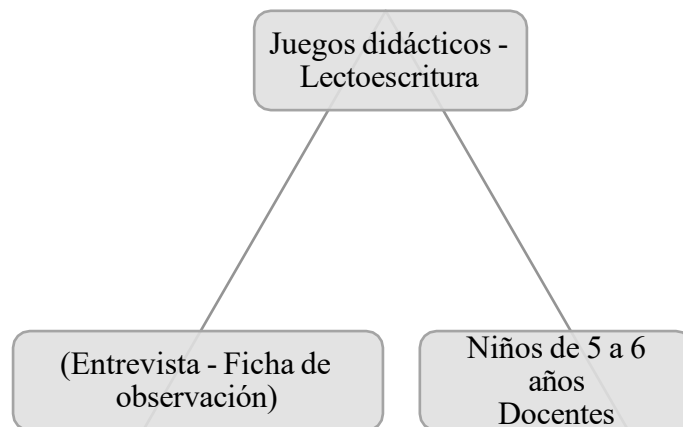 Juegos didácticos -
Lectoescritura
(Entrevista - Ficha de
observación)
Niños de 5 a 6
años
Docentes